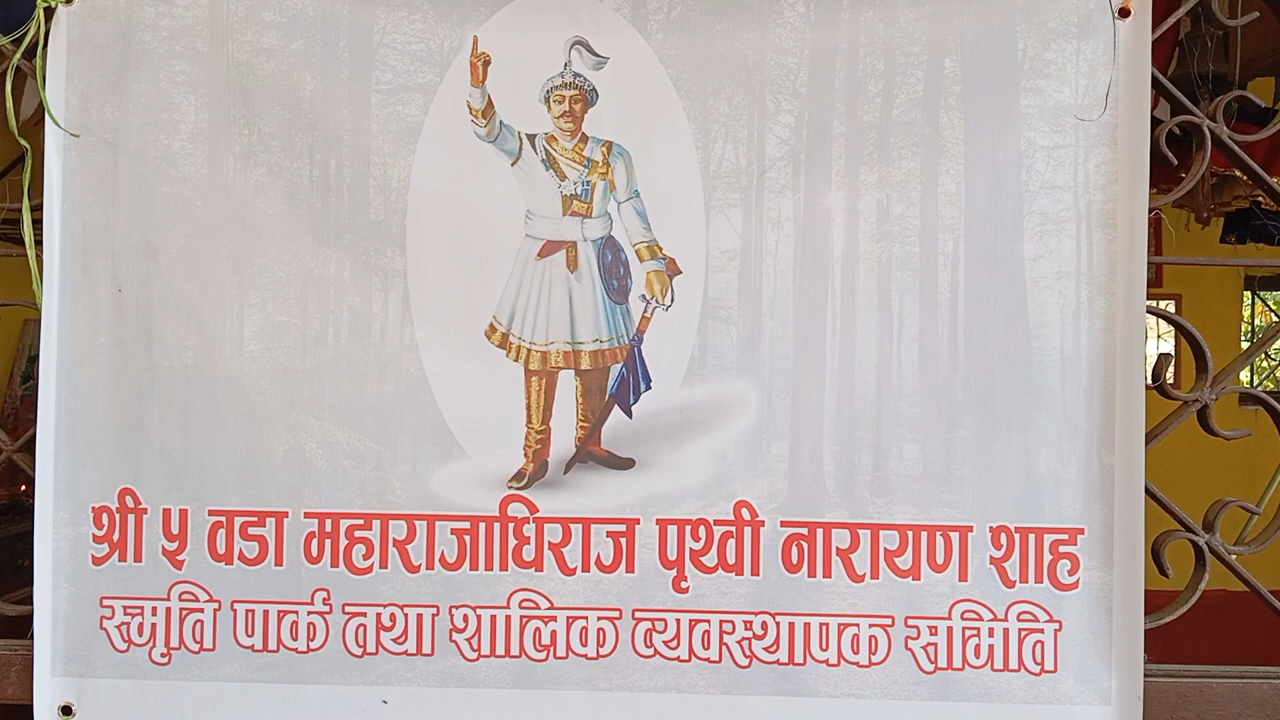 श्री ५ वडा महाराजाधिराज पृथ्वी नारायण शाह
स्मृति पार्क तथा शालिक व्यवस्थापक समिति